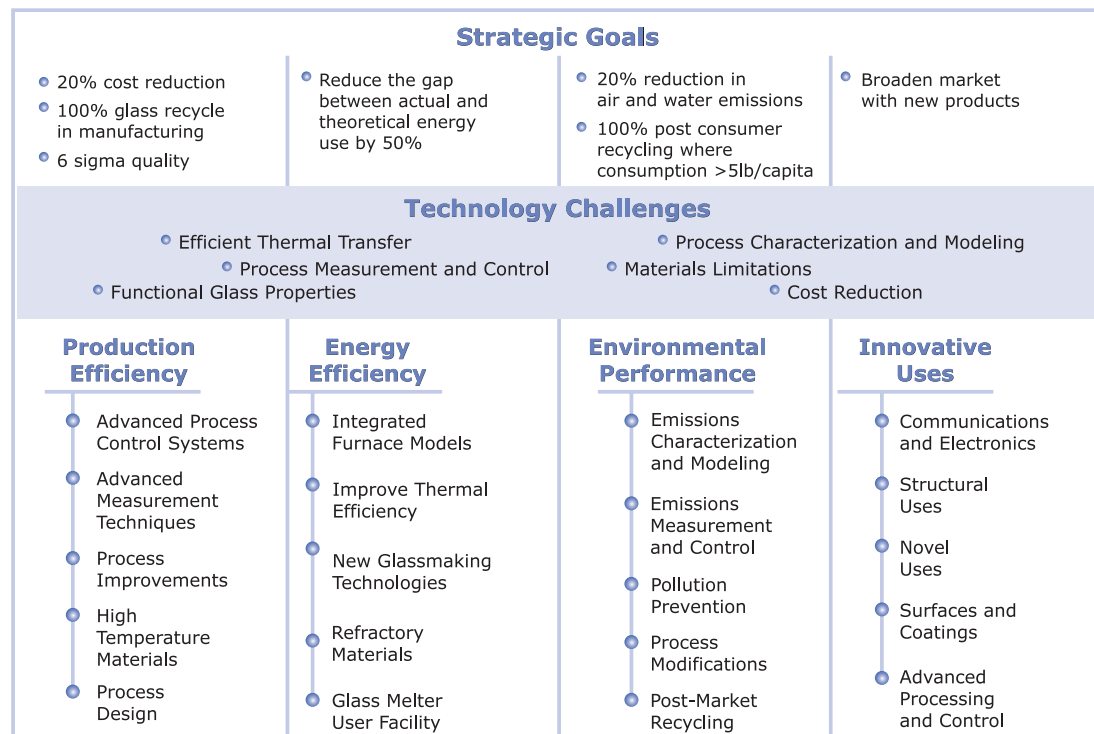 Strategic Goals
20% cost reduction
100% glass recycle
in manufacturing
6 sigma quality
Reduce the gap
between actual and
theoretical energy
use by 50%
20% reduction in
air and water emissions
100% post consumer
recycling where
consumption >5lb/capita
Broaden market
with new products
Technology Challenges
Efficient Thermal Transfer
Process Characterization and Modeling
Process Measurement and Control
Materials Limitations
Functional Glass Properties
Cost Reduction
Production
Efficiency
Advanced Process
Control Systems
Advanced
Measurement
Techniques
Process
Improvements
High
Temperature
Materials
Process
Design
Energy
Efficiency
Integrated
Furnace Models
Improve Thermal
Efficiency
New Glassmaking
Technologies
Refractory
Materials
Glass Melter
User Facility
Environmental
Performance
Emissions
Characterization
and Modeling
Emissions
Measurement
and Control
Pollution
Prevention
Process
Modifications
Post-Market
Recycling
Innovative
Uses
Communications
and Electronics
Structural
Uses
Novel
Uses
Surfaces and
Coatings
Advanced
Processing
and Control